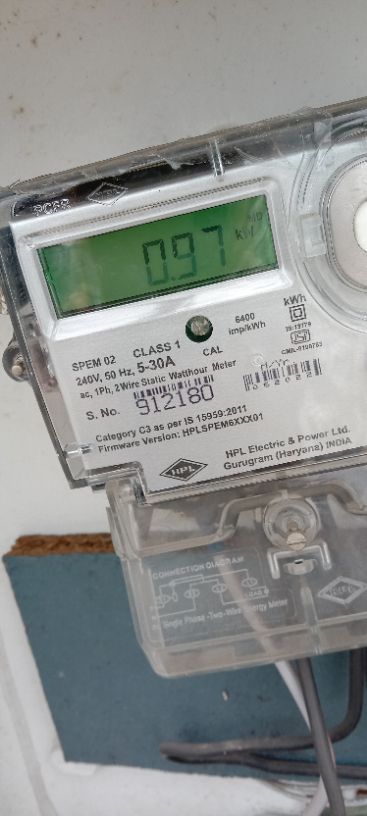 MD
0.97 kW
SPEM 02 CLASS 1
240V, 50 Hz, 5-30A CAL
6400 imp/kWh
kWh
ac, 1Ph, 2 Wire Static Watthour Meter
S. No. 912180
Category C3 as per IS 15959:2011
Firmware Version: HPLSPEM6XXX01
HPL
HPL Electric & Power Ltd.
Gurugram (Haryana) INDIA
CONNECTION DIAGRAM
Single Phase -Two-Wire Energy Meter